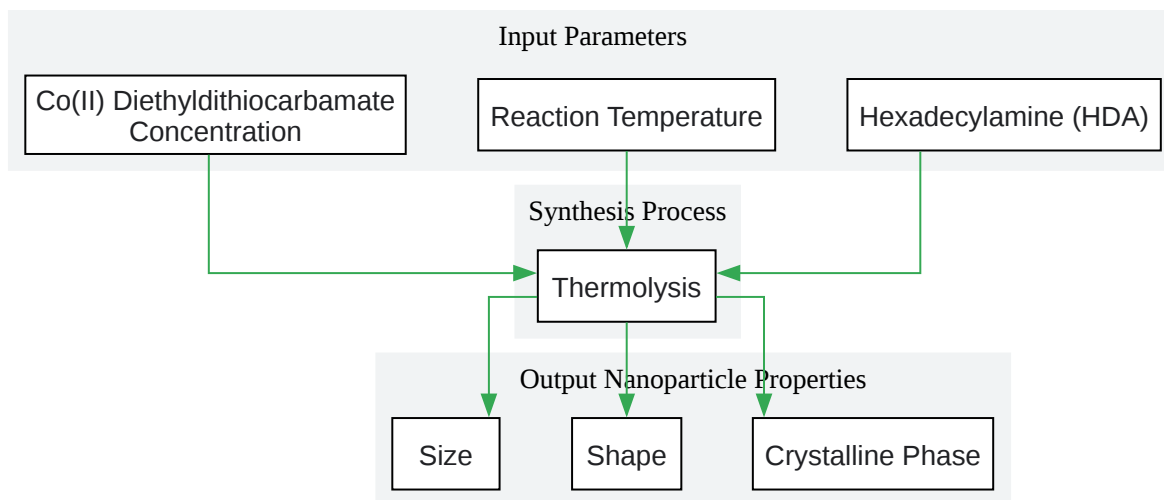 Input Parameters
Co(II) Diethyldithiocarbamate
Concentration
Reaction Temperature
Hexadecylamine (HDA)
Synthesis Process
Thermolysis
Output Nanoparticle Properties
Size
Shape
Crystalline Phase